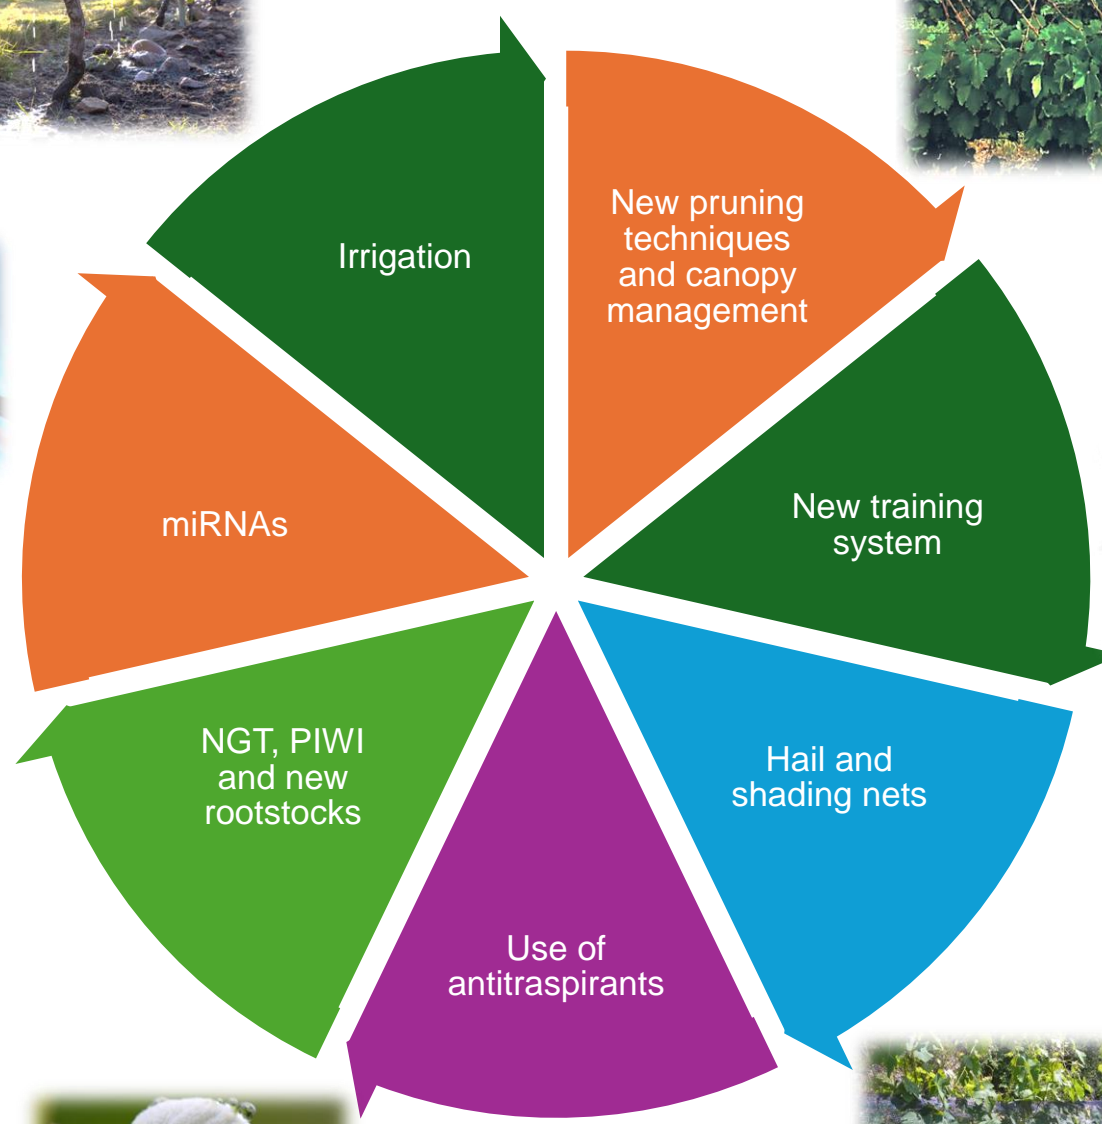 New pruning
techniques
and canopy
management
New training
system
Hail and
shading nets
Use of
antitraspirants
NGT, PIWI
and new
rootstocks
miRNAs
Irrigation